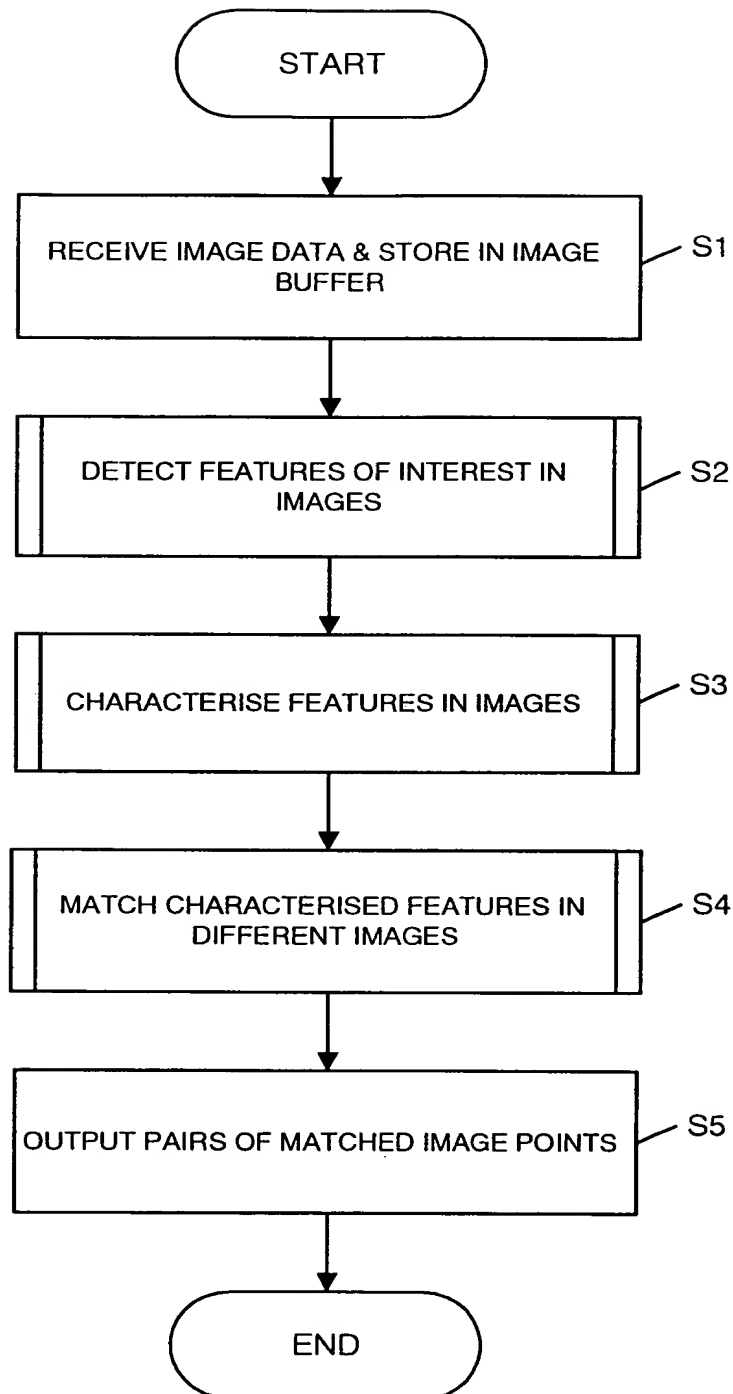 START
RECEIVE IMAGE DATA & STORE IN IMAGE
BUFFER
S1
DETECT FEATURES OF INTEREST IN
IMAGES
S2
CHARACTERISE FEATURES IN IMAGES
S3
MATCH CHARACTERISED FEATURES IN
DIFFERENT IMAGES
S4
OUTPUT PAIRS OF MATCHED IMAGE POINTS
S5
END